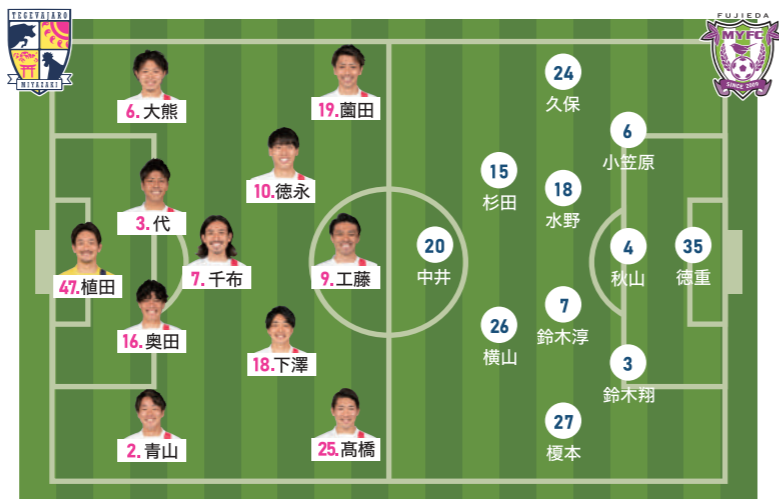 TEGEVAJARO
MIYAZAKI
FUJIEDA
MYFC
SINCE 2009
6.大熊
19.薗田
10.徳永
3.代
47.植田
7.千布
9.工藤
16.奥田
18.下澤
2.青山
25.髙橋
24
久保
6
小笠原
15
杉田
18
水野
20
中井
4
秋山
35
徳重
26
横山
7
鈴木淳
3
鈴木翔
27
榎本